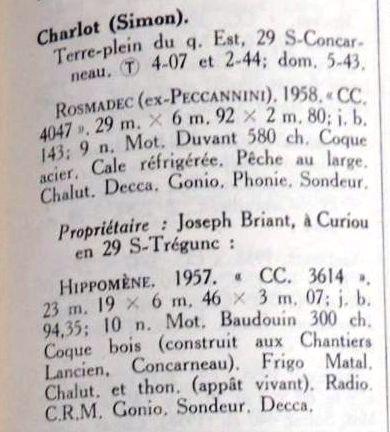 Charlot (Simon).
Terre-plein du q. Est, 29 S-Concar-
neau. Ⓣ 4-07 et 2-44; dom. 5-43.
ROSMADEC (ex-PECCANNINI). 1958. « CC.
4047 ». 29 m. × 6 m. 92 × 2 m. 80; j. b.
143; 9 n. Mot. Duvant 580 ch. Coque
acier. Cale réfrigérée. Pêche au large.
Chalut. Decca. Gonio. Phonie. Sondeur.
Propriétaire : Joseph Briant, à Curiou
en 29 S-Trégunc :
HIPPOMÈNE. 1957. « CC. 3614 ».
23 m. 19 × 6 m. 46 × 3 m. 07; j. b.
94,35; 10 n. Mot. Baudouin 300 ch.
Coque bois (construit aux Chantiers
Lancien, Concarneau). Frigo Matal.
Chalut. et thon. (appât vivant). Radio.
C.R.M. Gonio. Sondeur. Decca.